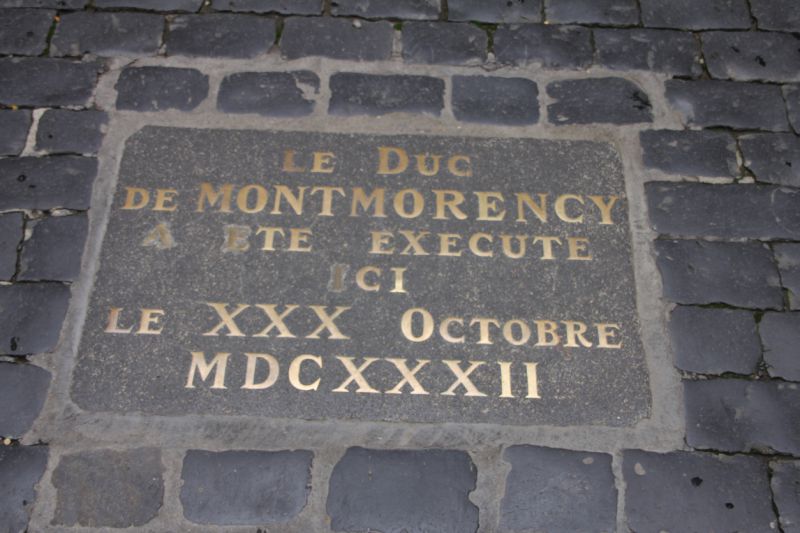 LE DUC
DE MONTMORENCY
A ETE EXECUTE
ICI
LE XXX OCTOBRE
MDCXXXII